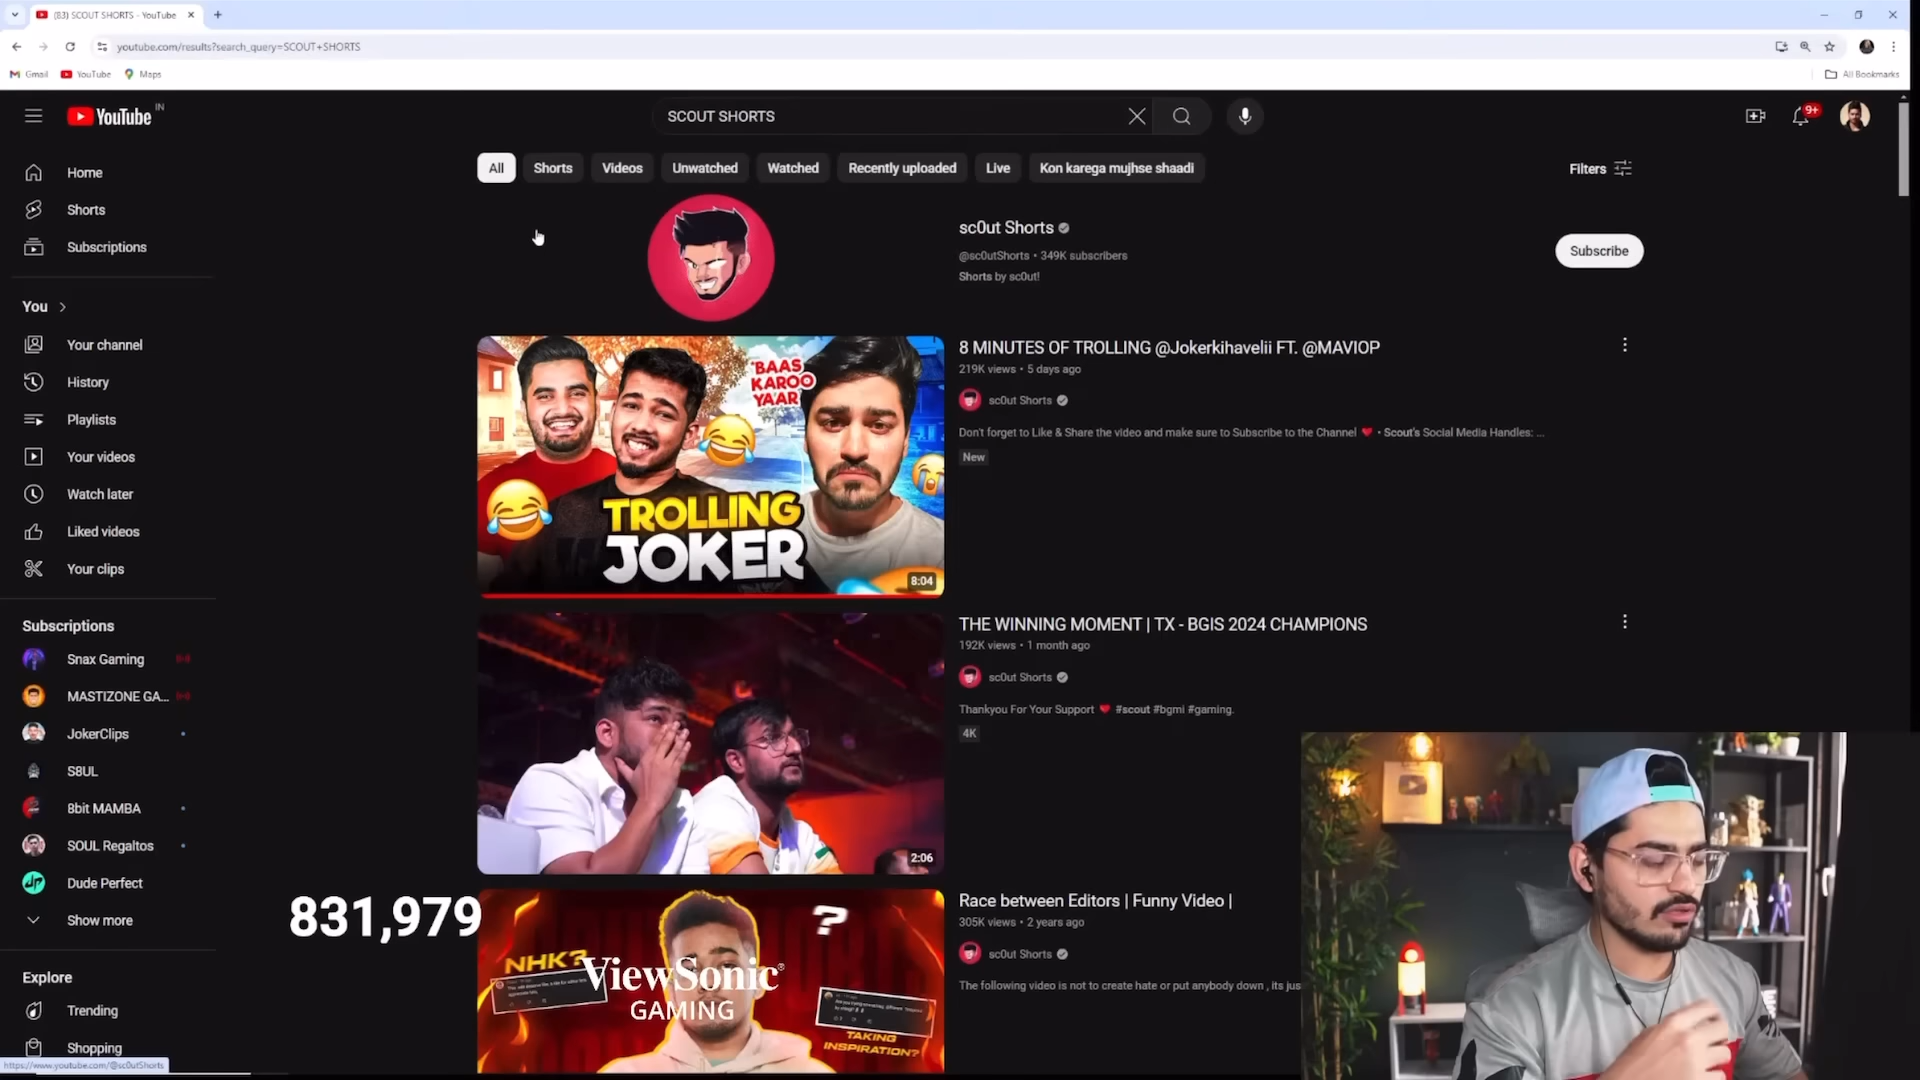 (83) SCOUT SHORTS - YouTube
youtube.com/results?search_query=SCOUT+SHORTS
Gmail
YouTube
Maps
All Bookmarks
YouTube IN
SCOUT SHORTS
9+
All
Shorts
Videos
Unwatched
Watched
Recently uploaded
Live
Kon karega mujhse shaadi
Filters
Home
Shorts
Subscriptions
You
Your channel
History
Playlists
Your videos
Watch later
Liked videos
Your clips
Subscriptions
Snax Gaming
MASTIZONE GA...
JokerClips
S8UL
8bit MAMBA
SOUL Regaltos
Dude Perfect
Show more
Explore
Trending
Shopping
https://www.youtube.com/@sc0utShorts
sc0ut Shorts
@sc0utShorts • 349K subscribers
Shorts by sc0ut!
Subscribe
BAAS
KAROO
YAAR
TROLLING
JOKER
8:04
8 MINUTES OF TROLLING @Jokerkihavelii FT. @MAVIOP
219K views • 5 days ago
sc0ut Shorts
Don't forget to Like & Share the video and make sure to Subscribe to the Channel ❤ • Scout's Social Media Handles: ...
New
2:06
THE WINNING MOMENT | TX - BGIS 2024 CHAMPIONS
192K views • 1 month ago
sc0ut Shorts
Thankyou For Your Support ❤ #scout #bgmi #gaming.
4K
831,979
NHK?
?
ViewSonic®
GAMING
TAKING
INSPIRATION?
Race between Editors | Funny Video |
305K views • 2 years ago
sc0ut Shorts
The following video is not to create hate or put anybody down , its jus